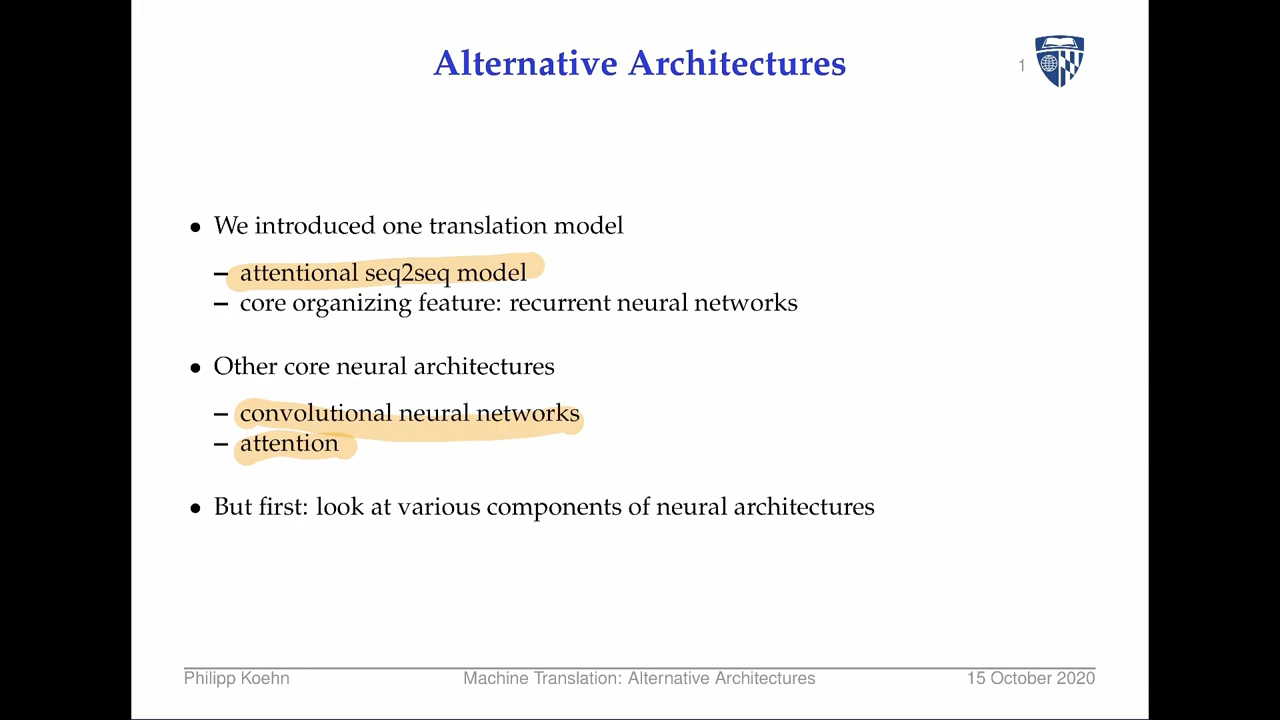 Alternative Architectures
1
• We introduced one translation model
– attentional seq2seq model
– core organizing feature: recurrent neural networks
• Other core neural architectures
– convolutional neural networks
– attention
• But first: look at various components of neural architectures
Philipp Koehn Machine Translation: Alternative Architectures 15 October 2020